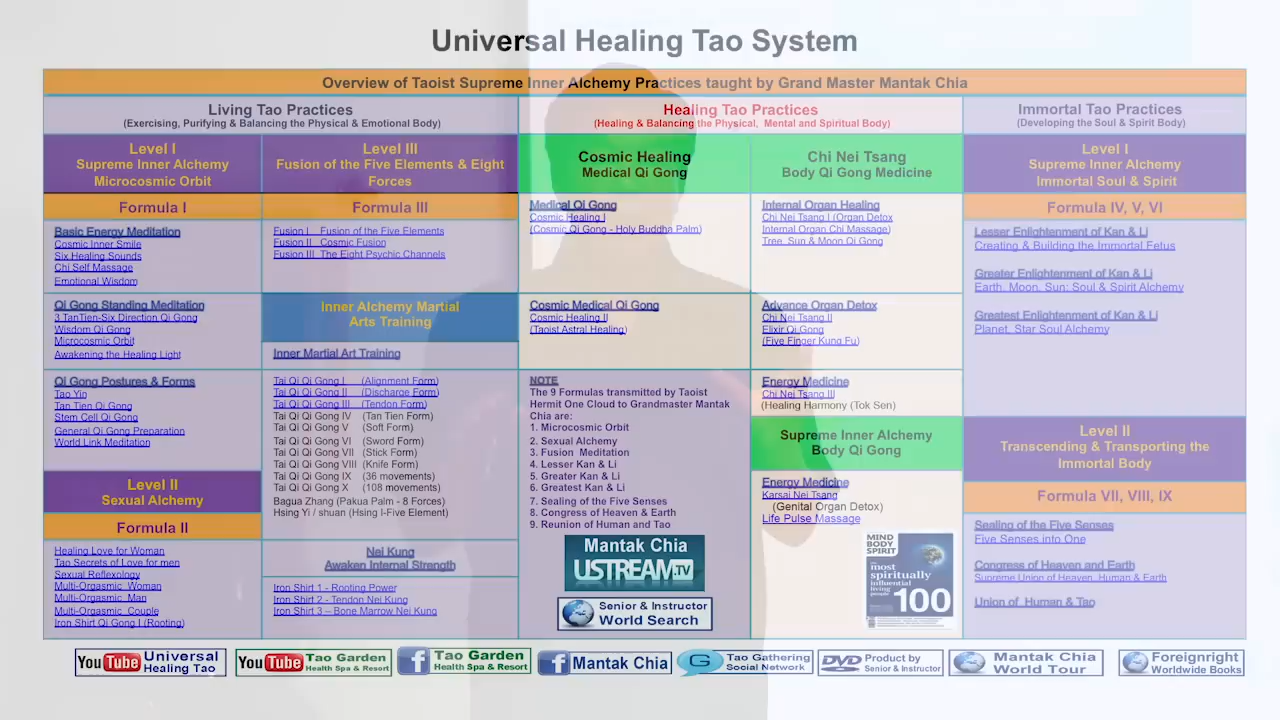 Universal Healing Tao System
Overview of Taoist Supreme Inner Alchemy Practices taught by Grand Master Mantak Chia
Living Tao Practices
(Exercising, Purifying & Balancing the Physical & Emotional Body)
Healing Tao Practices
(Healing & Balancing the Physical, Mental and Spiritual Body)
Immortal Tao Practices
(Developing the Soul & Spirit Body)
Level I
Supreme Inner Alchemy
Microcosmic Orbit
Formula I
Basic Energy Meditation
Cosmic Inner Smile
Six Healing Sounds
Chi Self Massage
Emotional Wisdom
Qi Gong Standing Meditation
3 TanTien-Six Direction Qi Gong
Wisdom Qi Gong
Microcosmic Orbit
Awakening the Healing Light
Qi Gong Postures & Forms
Tao Yin
Tan Tien Qi Gong
Stem Cell Qi Gong
General Qi Gong Preparation
World Link Meditation
Level II
Sexual Alchemy
Formula II
Healing Love for Woman
Tao Secrets of Love for men
Sexual Reflexology
Multi-Orgasmic Woman
Multi-Orgasmic Man
Multi-Orgasmic Couple
Iron Shirt Qi Gong I (Rooting)
Level III
Fusion of the Five Elements & Eight
Forces
Formula III
Fusion I Fusion of the Five Elements
Fusion II Cosmic Fusion
Fusion III The Eight Psychic Channels
Inner Alchemy Martial
Arts Training
Inner Martial Art Training
Tai Qi Qi Gong I (Alignment Form)
Tai Qi Qi Gong II (Discharge Form)
Tai Qi Qi Gong III (Tendon Form)
Tai Qi Qi Gong IV (Tan Tien Form)
Tai Qi Qi Gong V (Soft Form)
Tai Qi Qi Gong VI (Sword Form)
Tai Qi Qi Gong VII (Stick Form)
Tai Qi Qi Gong VIII (Knife Form)
Tai Qi Qi Gong IX (36 movements)
Tai Qi Qi Gong X (108 movements)
Bagua Zhang (Pakua Palm - 8 Forces)
Hsing Yi / shuan (Hsing I-Five Element)
Nei Kung
Awaken Internal Strength
Iron Shirt 1 - Rooting Power
Iron Shirt 2 - Tendon Nei Kung
Iron Shirt 3 – Bone Marrow Nei Kung
Cosmic Healing
Medical Qi Gong
Medical Qi Gong
Cosmic Healing I
(Cosmic Qi Gong - Holy Buddha Palm)
Cosmic Medical Qi Gong
Cosmic Healing II
(Taoist Astral Healing)
NOTE
The 9 Formulas transmitted by Taoist
Hermit One Cloud to Grandmaster Mantak
Chia are:
1. Microcosmic Orbit
2. Sexual Alchemy
3. Fusion Meditation
4. Lesser Kan & Li
5. Greater Kan & Li
6. Greatest Kan & Li
7. Sealing of the Five Senses
8. Congress of Heaven & Earth
9. Reunion of Human and Tao
Mantak Chia
USTREAM TV
Senior & Instructor
World Search
Chi Nei Tsang
Body Qi Gong Medicine
Internal Organ Healing
Chi Nei Tsang I (Organ Detox
Internal Organ Chi Massage)
Tree, Sun & Moon Qi Gong
Advance Organ Detox
Chi Nei Tsang II
Elixir Qi Gong
(Five Finger Kung Fu)
Energy Medicine
Chi Nei Tsang III
(Healing Harmony (Tok Sen)
Supreme Inner Alchemy
Body Qi Gong
Energy Medicine
Karsai Nei Tsang
(Genital Organ Detox)
Life Pulse Massage
MIND
BODY
SPIRIT
most
spiritually
influential
living
people
100
Level I
Supreme Inner Alchemy
Immortal Soul & Spirit
Formula IV, V, VI
Lesser Enlightenment of Kan & Li
Creating & Building the Immortal Fetus
Greater Enlightenment of Kan & Li
Earth, Moon, Sun: Soul & Spirit Alchemy
Greatest Enlightenment of Kan & Li
Planet, Star Soul Alchemy
Level II
Transcending & Transporting the
Immortal Body
Formula VII, VIII, IX
Sealing of the Five Senses
Five Senses into One
Congress of Heaven and Earth
Supreme Union of Heaven, Human & Earth
Union of Human & Tao
YouTube Universal
Healing Tao
YouTube Tao Garden
Health Spa & Resort
f Tao Garden
Health Spa & Resort
f Mantak Chia
G Tao Gathering
Social Network
DVD Product by
Senior & Instructor
Mantak Chia
World Tour
Foreignright
Worldwide Books